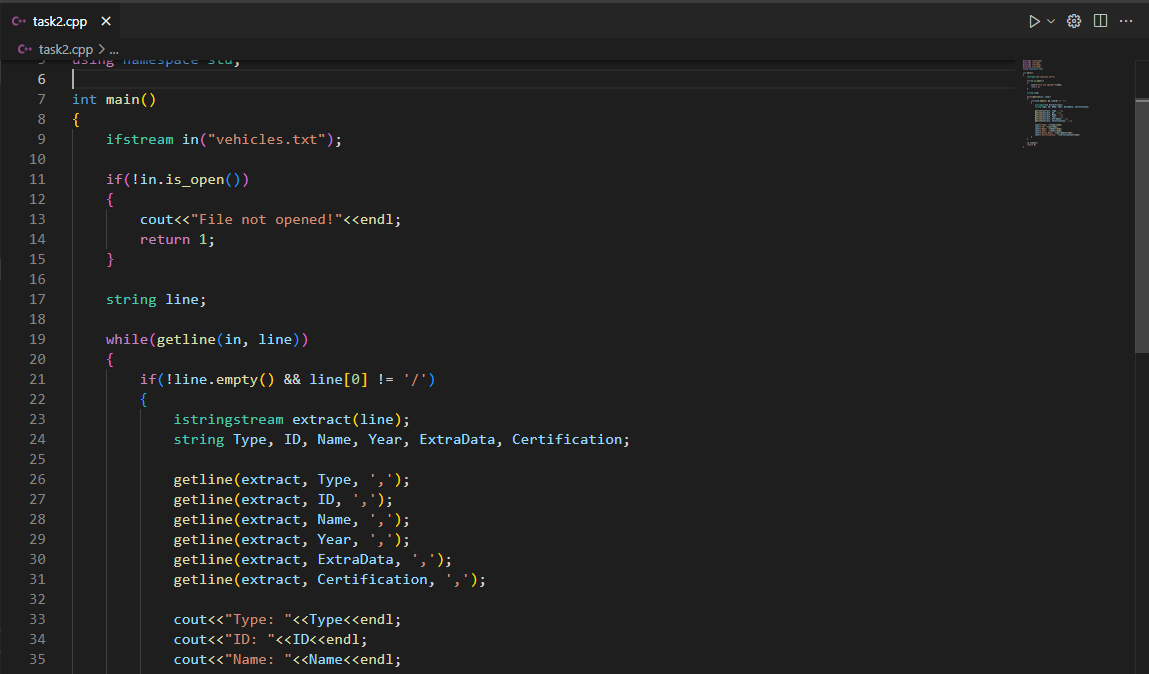 C++ task2.cpp ×
C++ task2.cpp > ...
5 using namespace std;
6
7 int main()
8 {
9     ifstream in("vehicles.txt");
10
11     if(!in.is_open())
12     {
13         cout<<"File not opened!"<<endl;
14         return 1;
15     }
16
17     string line;
18
19     while(getline(in, line))
20     {
21         if(!line.empty() && line[0] != '/')
22         {
23             istringstream extract(line);
24             string Type, ID, Name, Year, ExtraData, Certification;
25
26             getline(extract, Type, ',');
27             getline(extract, ID, ',');
28             getline(extract, Name, ',');
29             getline(extract, Year, ',');
30             getline(extract, ExtraData, ',');
31             getline(extract, Certification, ',');
32
33             cout<<"Type: "<<Type<<endl;
34             cout<<"ID: "<<ID<<endl;
35             cout<<"Name: "<<Name<<endl;